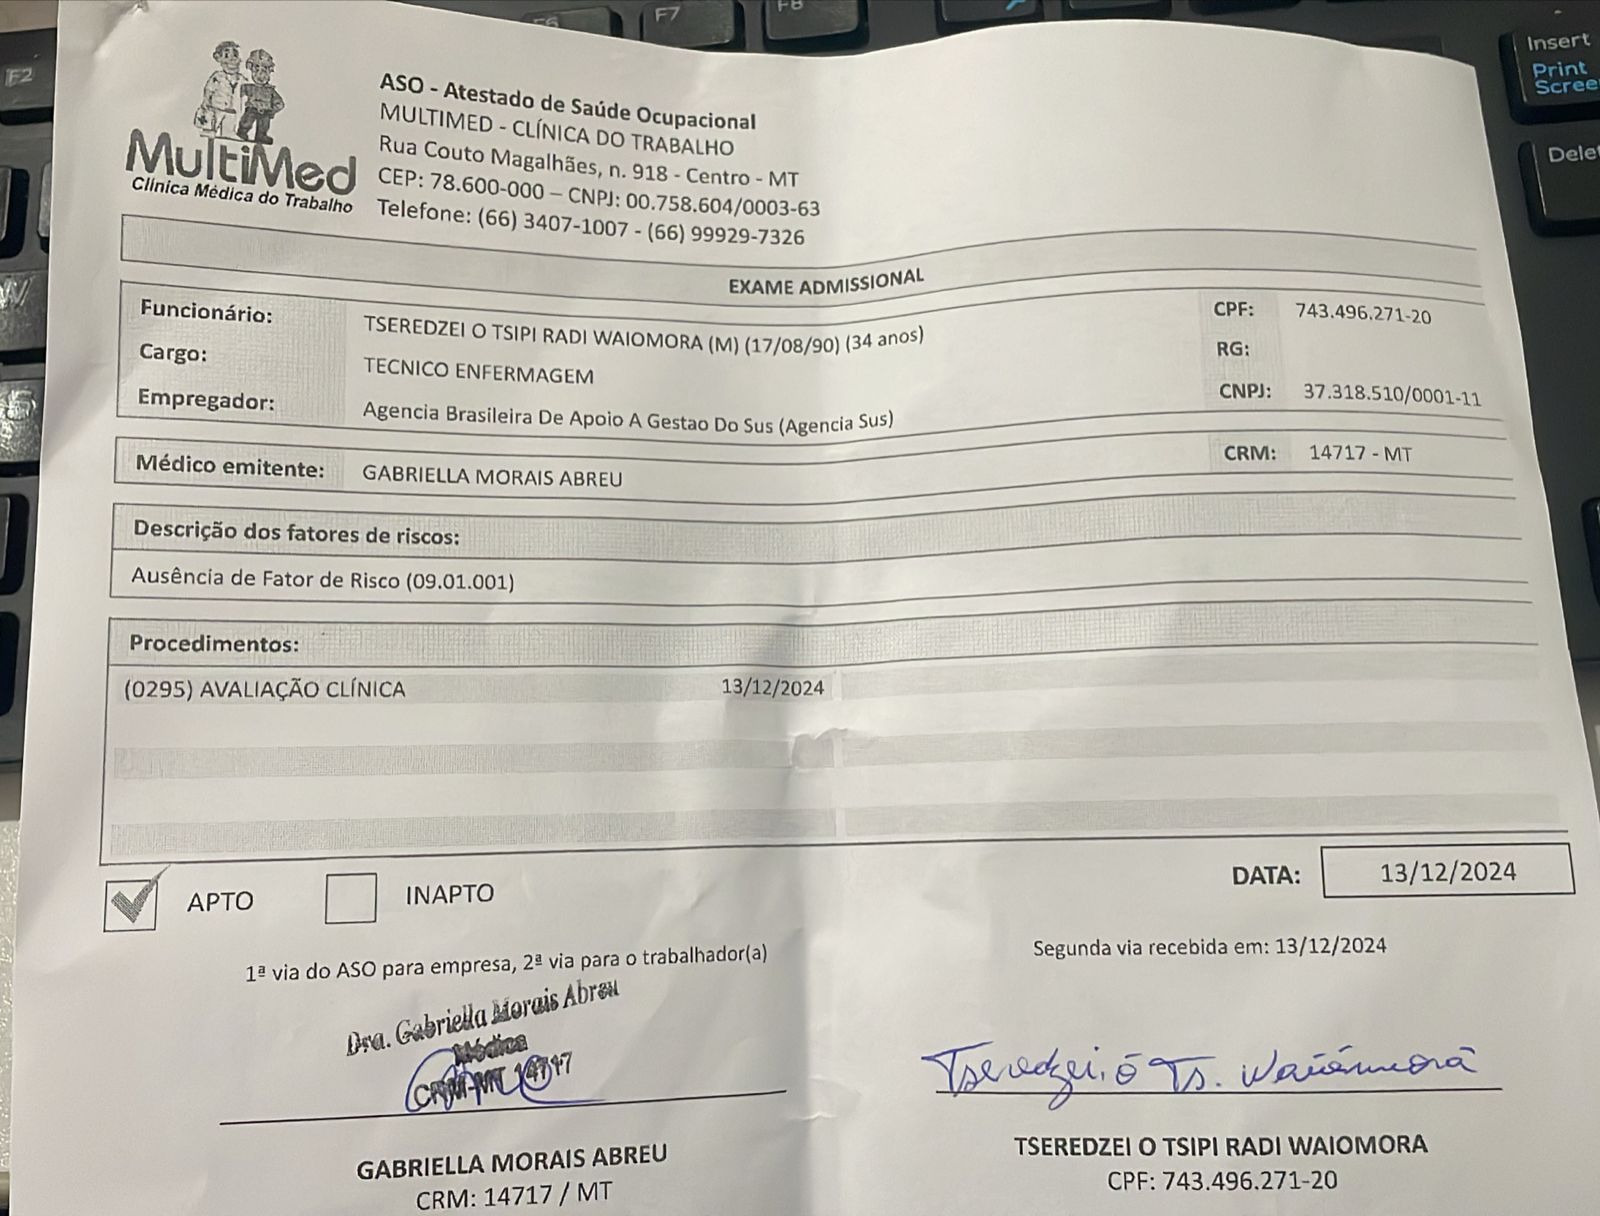 F2
F6
F7
F8
Insert
Print
Scree
Delet
MultiMed
Clínica Médica do Trabalho
ASO - Atestado de Saúde Ocupacional
MULTIMED - CLÍNICA DO TRABALHO
Rua Couto Magalhães, n. 918 - Centro - MT
CEP: 78.600-000 – CNPJ: 00.758.604/0003-63
Telefone: (66) 3407-1007 - (66) 99929-7326
EXAME ADMISSIONAL
Funcionário: TSEREDZEI O TSIPI RADI WAIOMORA (M) (17/08/90) (34 anos) CPF: 743.496.271-20
Cargo: TECNICO ENFERMAGEM RG:
Empregador: Agencia Brasileira De Apoio A Gestao Do Sus (Agencia Sus) CNPJ: 37.318.510/0001-11
Médico emitente: GABRIELLA MORAIS ABREU CRM: 14717 - MT
Descrição dos fatores de riscos:
Ausência de Fator de Risco (09.01.001)
Procedimentos:
(0295) AVALIAÇÃO CLÍNICA 13/12/2024
APTO INAPTO DATA: 13/12/2024
1ª via do ASO para empresa, 2ª via para o trabalhador(a)
Segunda via recebida em: 13/12/2024
Dra. Gabriella Morais Abreu
Médica
CRM-MT 14717
Tseredzei, õ Ts. Waiõmorã
GABRIELLA MORAIS ABREU
CRM: 14717 / MT
TSEREDZEI O TSIPI RADI WAIOMORA
CPF: 743.496.271-20